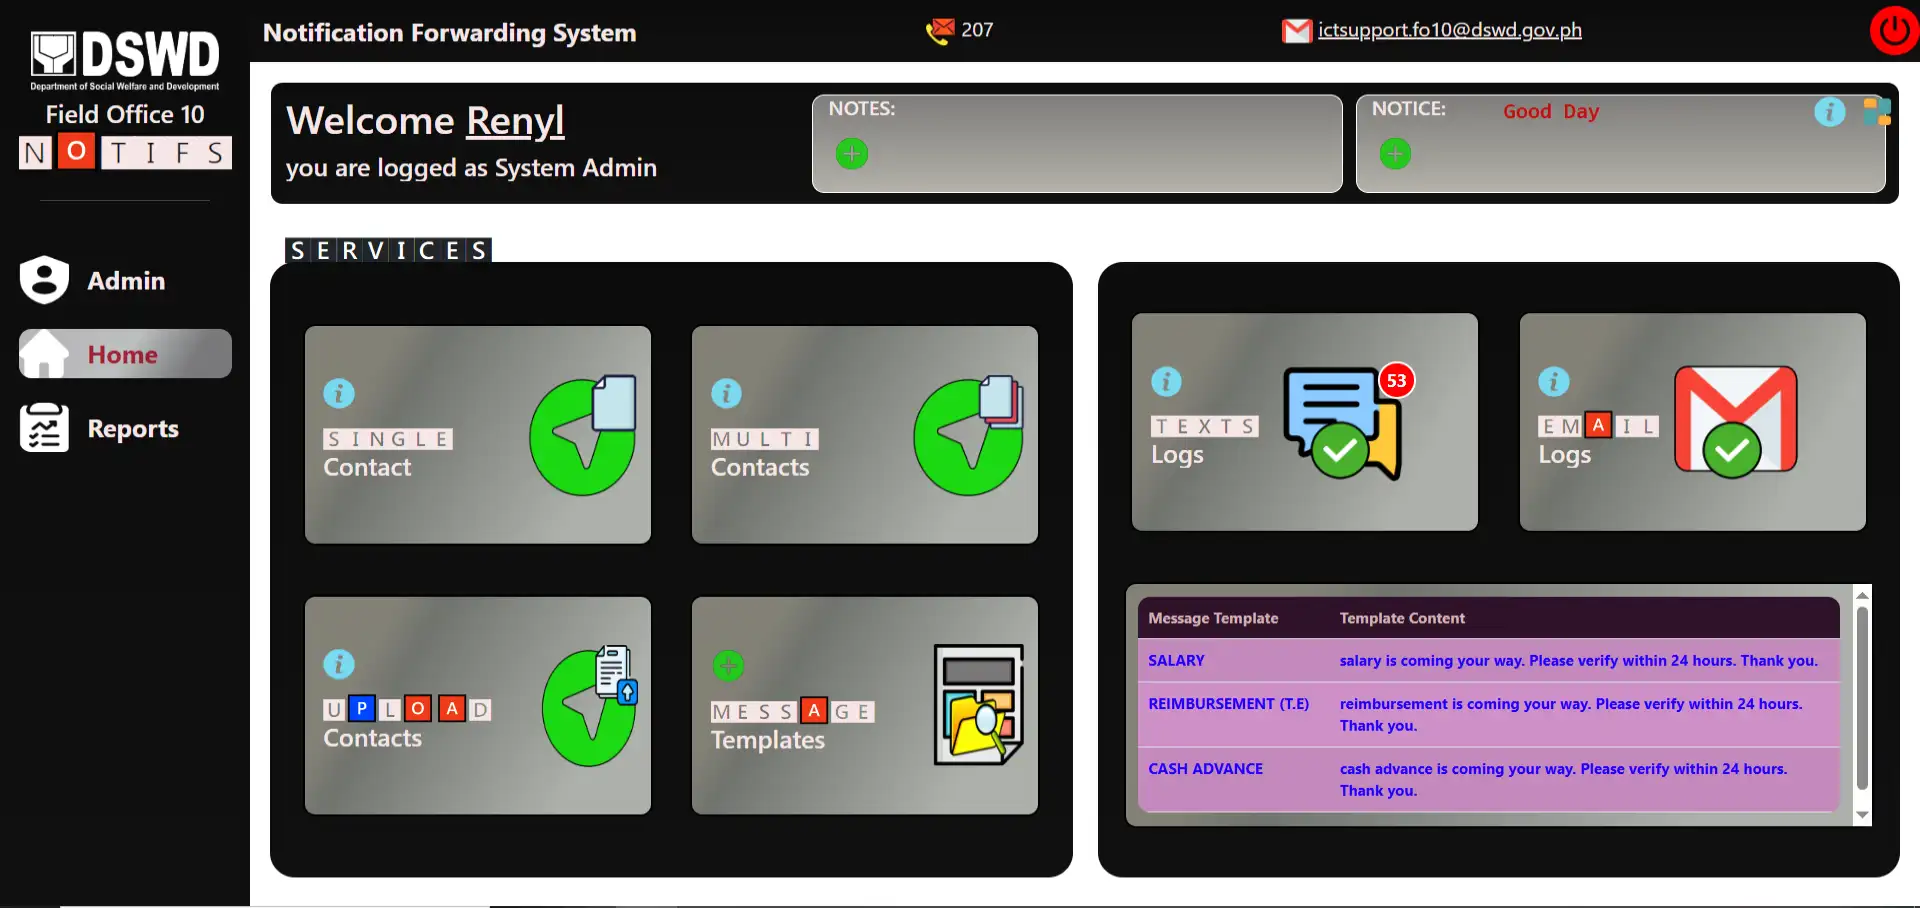 DSWD
Department of Social Welfare and Development
Field Office 10
NOTIFS
Admin
Home
Reports
Notification Forwarding System
207
ictsupport.fo10@dswd.gov.ph
Welcome Renyl
you are logged as System Admin
NOTES:
NOTICE:
Good Day
SERVICES
SINGLE
Contact
MULTI
Contacts
UPLOAD
Contacts
MESSAGE
Templates
TEXTS
Logs
53
EMAIL
Logs
Message Template Template Content
SALARY salary is coming your way. Please verify within 24 hours. Thank you.
REIMBURSEMENT (T.E) reimbursement is coming your way. Please verify within 24 hours.
Thank you.
CASH ADVANCE cash advance is coming your way. Please verify within 24 hours.
Thank you.